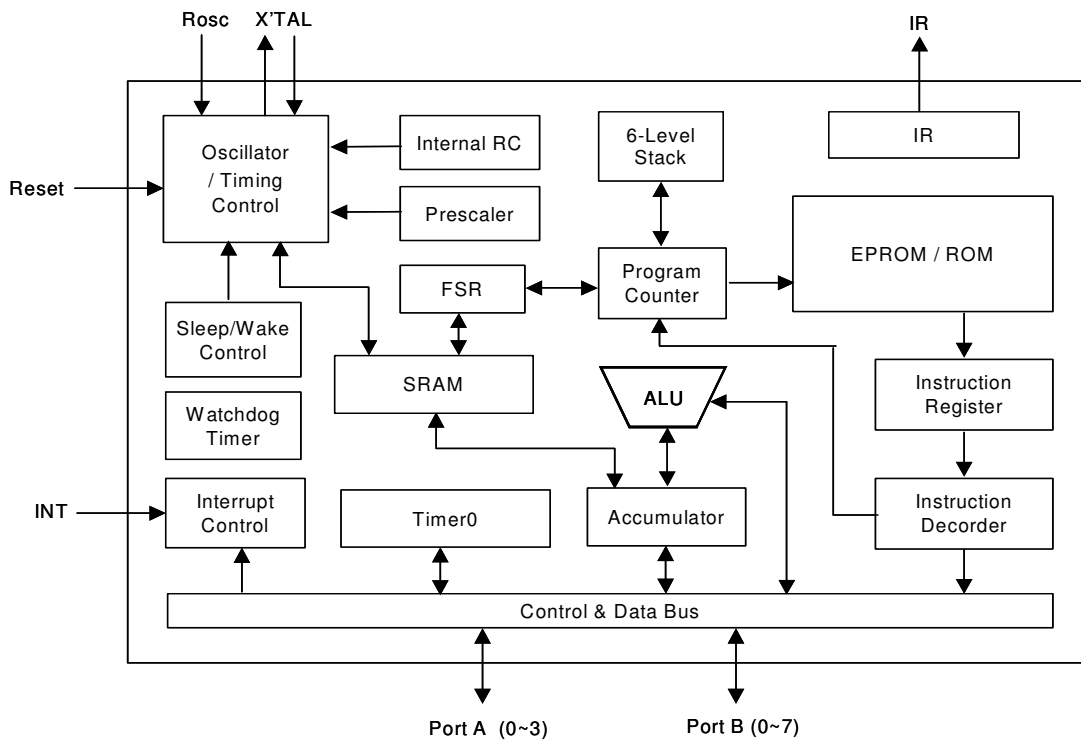 Rosc X'TAL IR
Oscillator
/ Timing
Control
Internal RC
6-Level
Stack
IR
Reset
Prescaler
EPROM / ROM
Program
Counter
FSR
Sleep/Wake
Control
SRAM
ALU
Instruction
Register
Watchdog
Timer
INT
Interrupt
Control
Timer0
Accumulator
Instruction
Decorder
Control & Data Bus
Port A (0~3)
Port B (0~7)